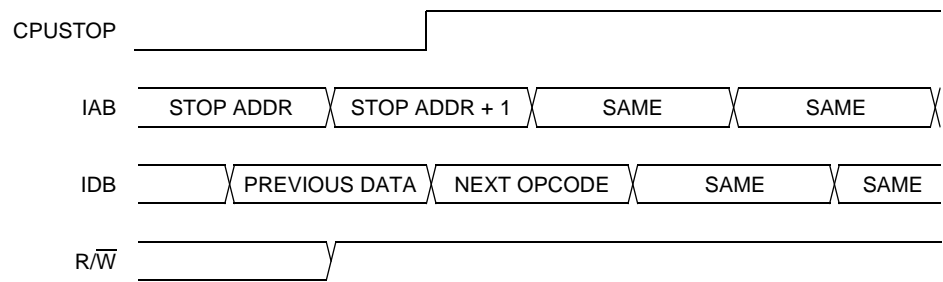 CPUSTOP
IAB STOP ADDR STOP ADDR + 1 SAME SAME
IDB PREVIOUS DATA NEXT OPCODE SAME SAME
R/W̅